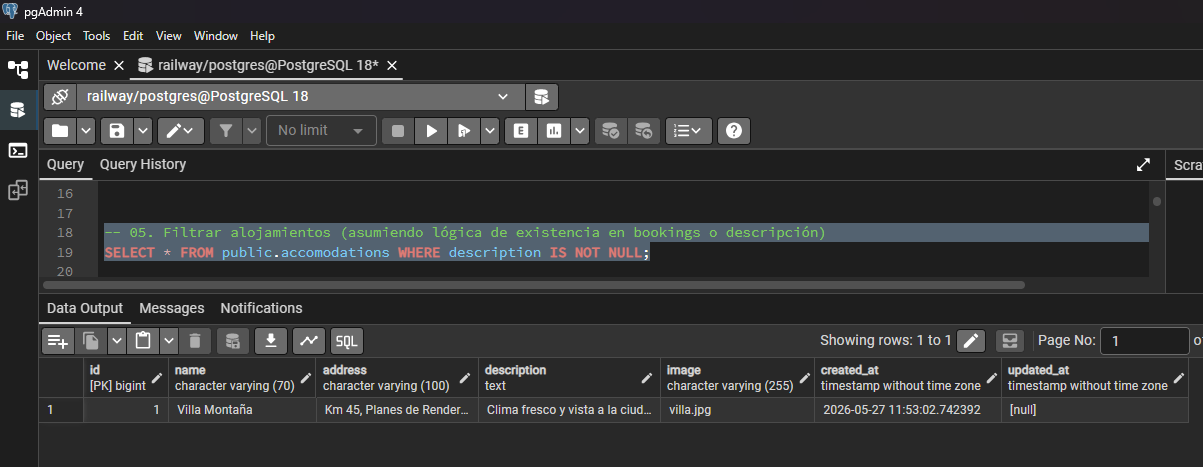 pgAdmin 4
File Object Tools Edit View Window Help
Welcome railway/postgres@PostgreSQL 18*
railway/postgres@PostgreSQL 18
No limit
E
Query Query History
Scra
16
17
18 -- 05. Filtrar alojamientos (asumiendo lógica de existencia en bookings o descripción)
19 SELECT * FROM public.accomodations WHERE description IS NOT NULL;
20
Data Output Messages Notifications
SQL Showing rows: 1 to 1 Page No: 1 o
id name address description image created_at updated_at
[PK] bigint character varying (70) character varying (100) text character varying (255) timestamp without time zone timestamp without time zone
1 1 Villa Montaña Km 45, Planes de Render... Clima fresco y vista a la ciud... villa.jpg 2026-05-27 11:53:02.742392 [null]